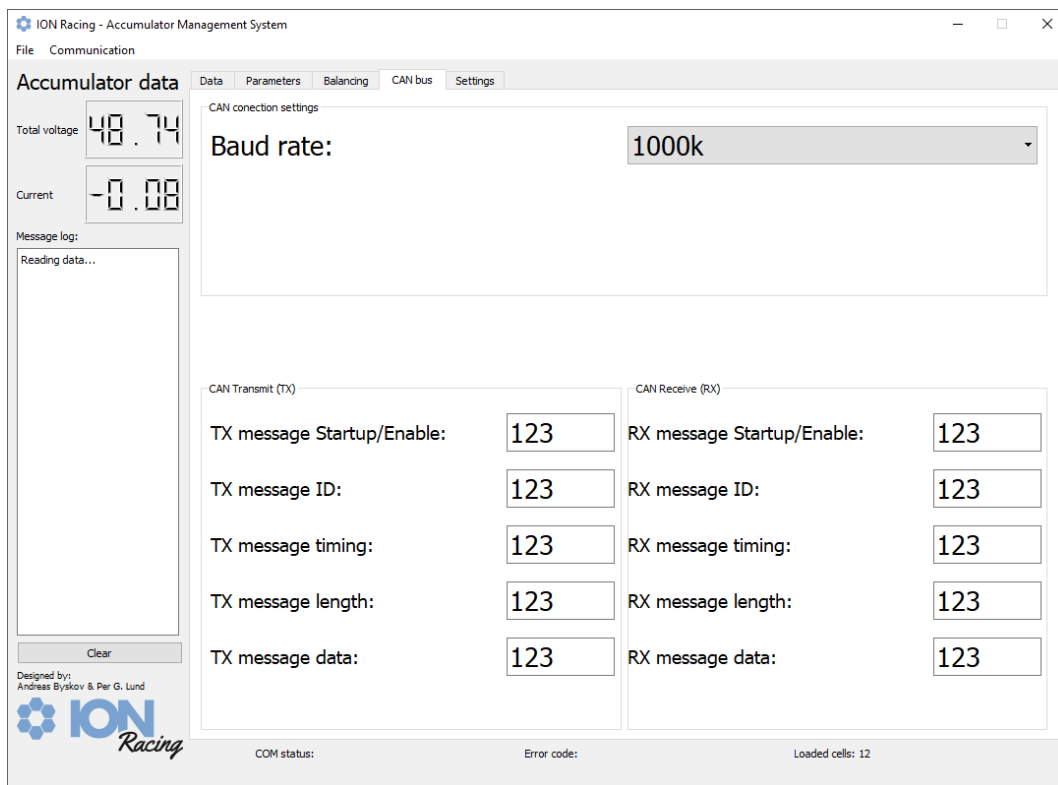 ION Racing - Accumulator Management System
File Communication
Accumulator data
Data Parameters Balancing CAN bus Settings
Total voltage 48.74
Current -0.08
Message log:
Reading data...
Clear
Designed by:
Andreas Byskov & Per G. Lund
ION
Racing
CAN conection settings
Baud rate: 1000k
CAN Transmit (TX)
TX message Startup/Enable: 123
TX message ID: 123
TX message timing: 123
TX message length: 123
TX message data: 123
CAN Receive (RX)
RX message Startup/Enable: 123
RX message ID: 123
RX message timing: 123
RX message length: 123
RX message data: 123
COM status: Error code: Loaded cells: 12